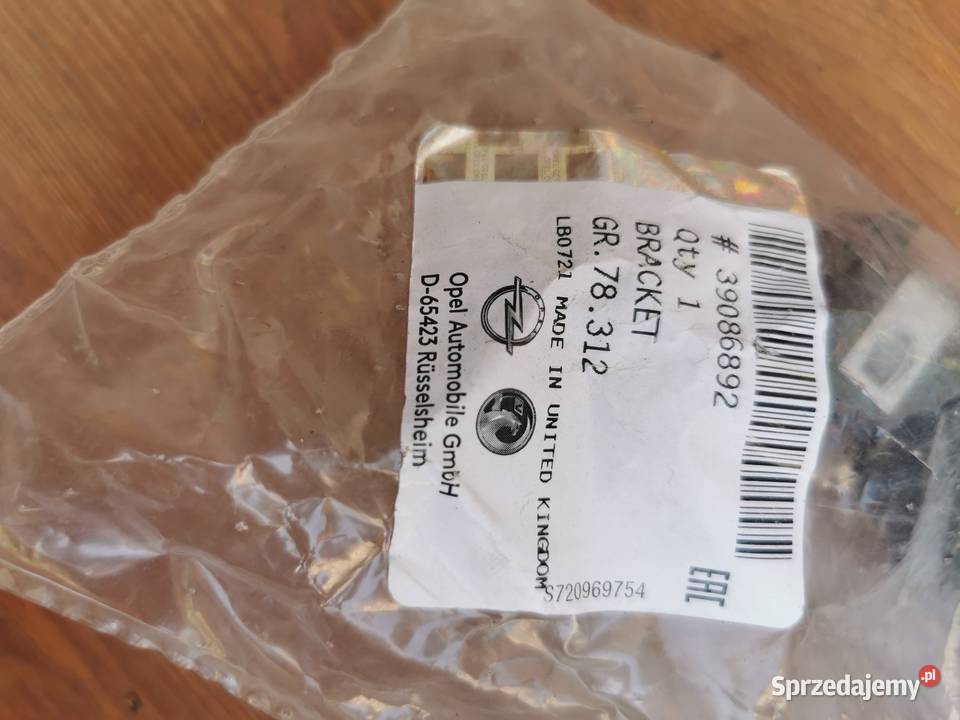 # 39086892
Qty 1
BRACKET
GR.78.312
LB0721 MADE IN UNITED KINGDOM
Opel Automobile GmbH
D-65423 Rüsselsheim
EAC
S720969754
Sprzedajemy.pl